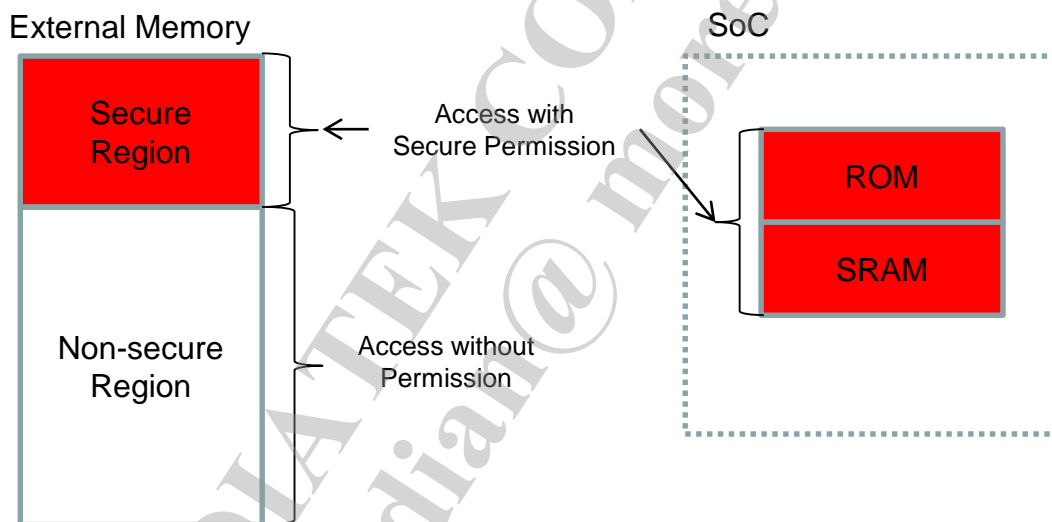 External Memory
SoC
Secure
Region
Access with
Secure Permission
ROM
SRAM
Non-secure
Region
Access without
Permission